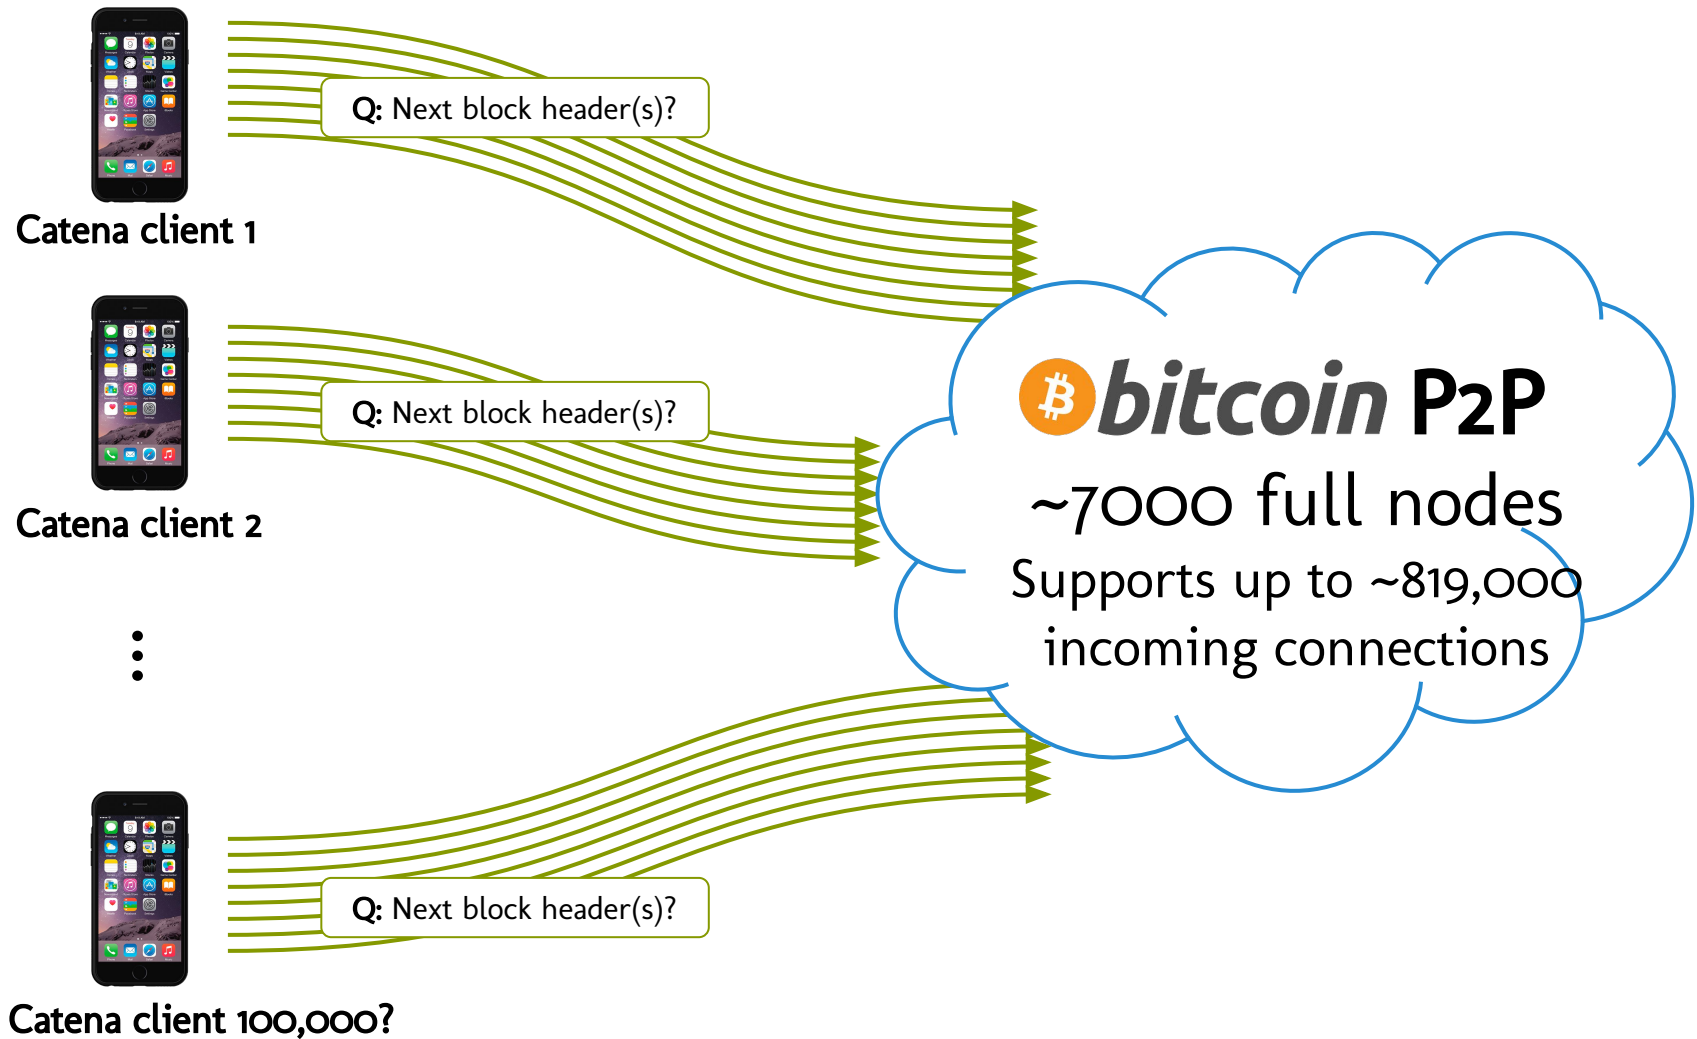 Q: Next block header(s)?
Catena client 1
Q: Next block header(s)?
Catena client 2
bitcoin P2P
~7000 full nodes
Supports up to ~819,000
incoming connections
Q: Next block header(s)?
Catena client 100,000?